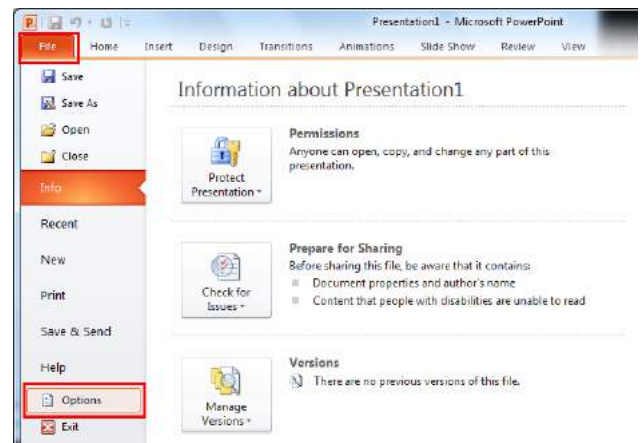 Presentation1 - Microsoft PowerPoint
File Home Insert Design Transitions Animations Slide Show Review View
Save
Save As
Open
Close
Info
Recent
New
Print
Save & Send
Help
Options
Exit
Information about Presentation1
Protect
Presentation
Permissions
Anyone can open, copy, and change any part of this
presentation.
Check for
Issues
Prepare for Sharing
Before sharing this file, be aware that it contains:
Document properties and author's name
Content that people with disabilities are unable to read
Manage
Versions
Versions
There are no previous versions of this file.